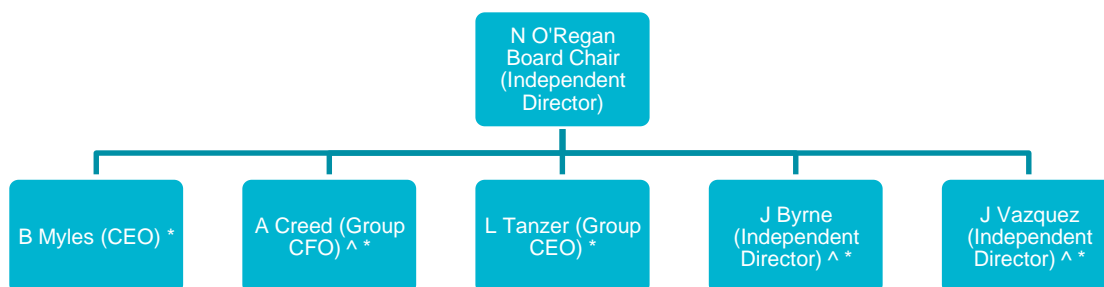 N O'Regan
Board Chair
(Independent
Director)
B Myles (CEO) *
A Creed (Group
CFO) ^ *
L Tanzer (Group
CEO) *
J Byrne
(Independent
Director) ^ *
J Vazquez
(Independent
Director) ^ *